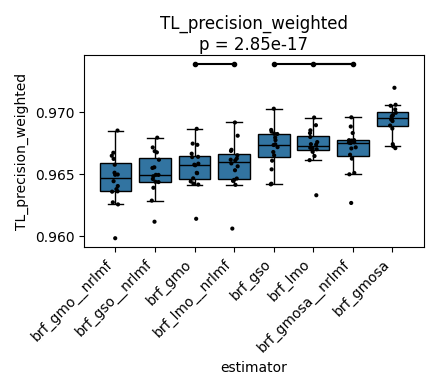 TL_precision_weighted
p = 2.85e-17
TL_precision_weighted
0.970
0.965
0.960
brf_gmo__nrlmf
brf_gso__nrlmf
brf_gmo
brf_lmo__nrlmf
brf_gso
brf_lmo
brf_gmosa__nrlmf
brf_gmosa
estimator